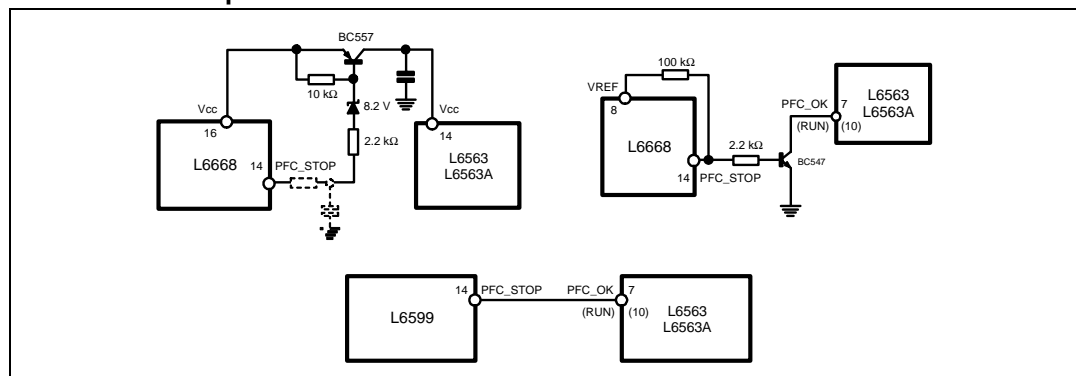 BC557
10 kΩ
8.2 V
2.2 kΩ
Vcc
16
L6668
14
PFC_STOP
Vcc
14
L6563
L6563A
100 kΩ
VREF
8
L6668
14
PFC_STOP
2.2 kΩ
BC547
PFC_OK
(RUN)
7
(10)
L6563
L6563A
L6599
14
PFC_STOP
PFC_OK
(RUN)
7
(10)
L6563
L6563A